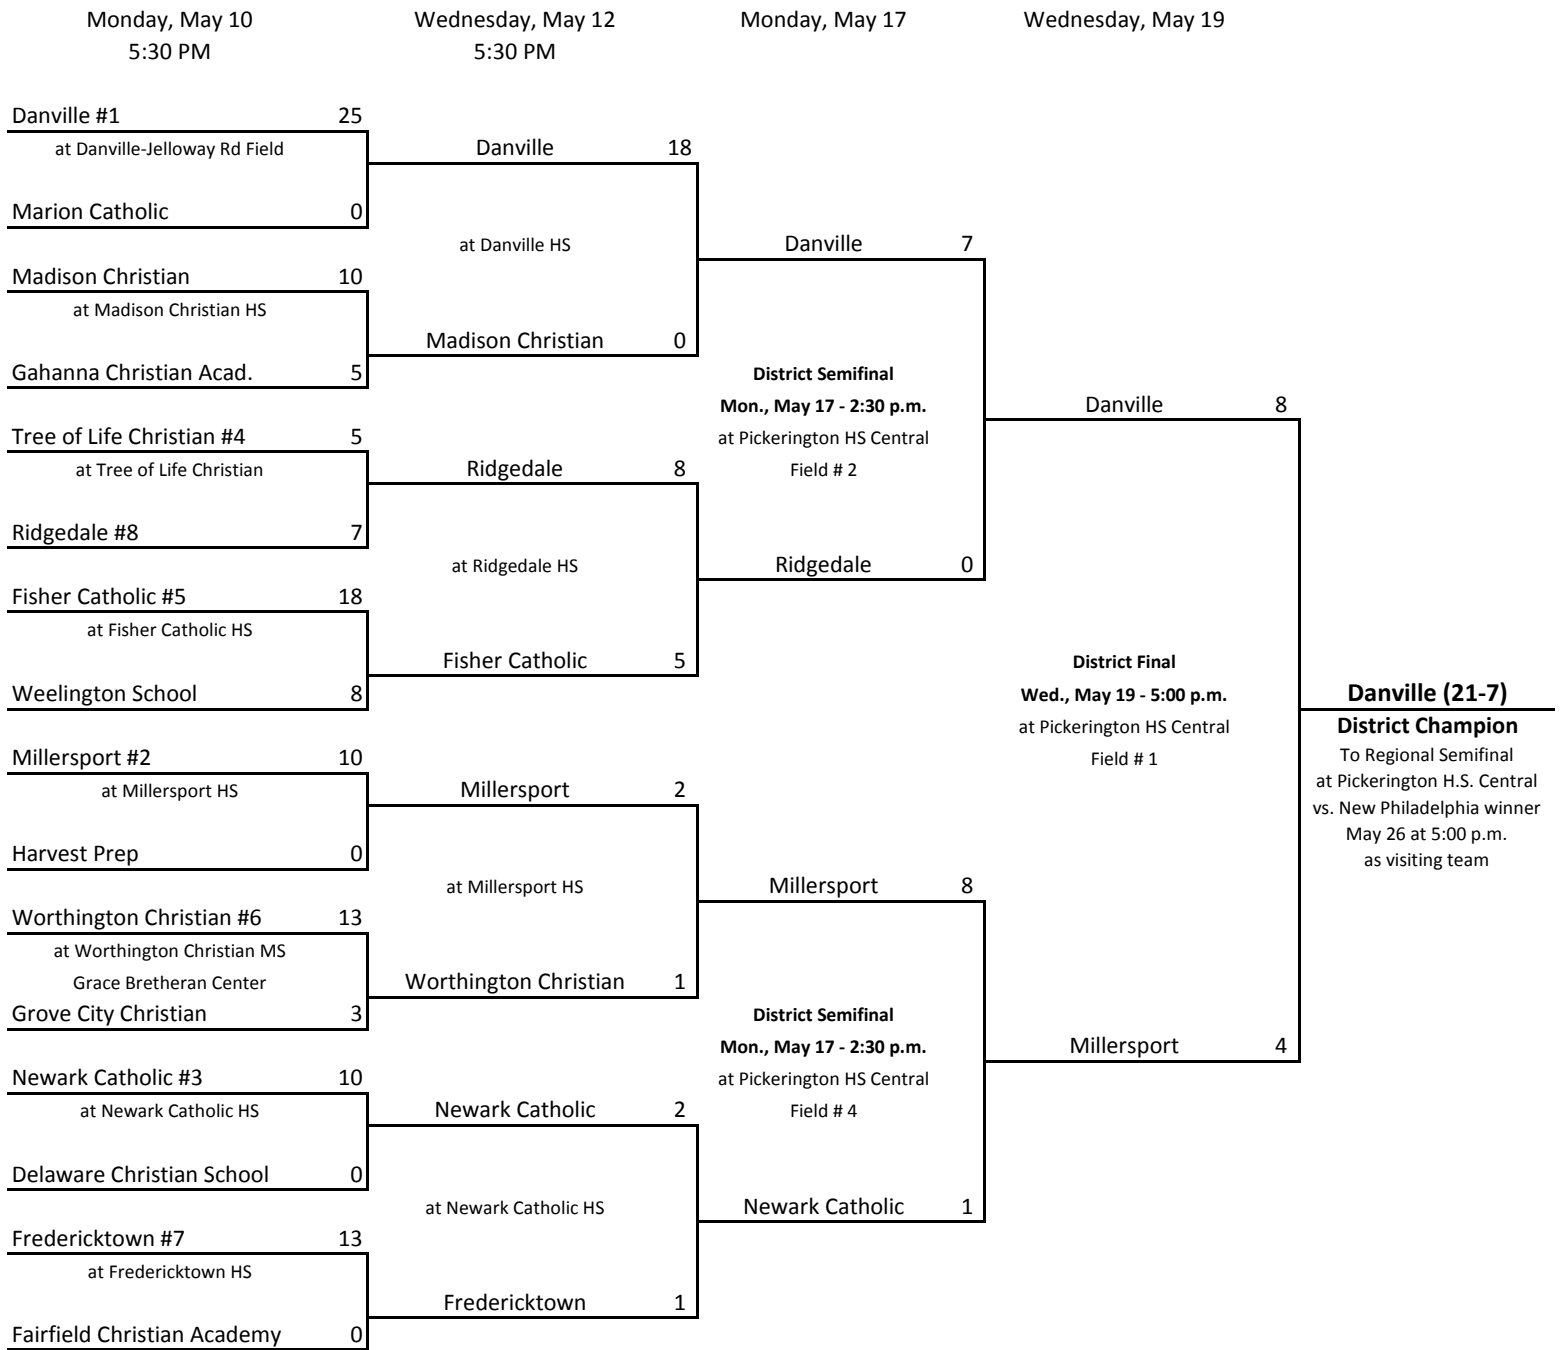 Monday, May 10
5:30 PM
Wednesday, May 12
5:30 PM
Monday, May 17
Wednesday, May 19
Danville #1 25
at Danville-Jelloway Rd Field
Marion Catholic 0
Madison Christian 10
at Madison Christian HS
Gahanna Christian Acad. 5
Tree of Life Christian #4 5
at Tree of Life Christian
Ridgedale #8 7
Fisher Catholic #5 18
at Fisher Catholic HS
Weelington School 8
Millersport #2 10
at Millersport HS
Harvest Prep 0
Worthington Christian #6 13
at Worthington Christian MS
Grace Bretheran Center
Grove City Christian 3
Newark Catholic #3 10
at Newark Catholic HS
Delaware Christian School 0
Fredericktown #7 13
at Fredericktown HS
Fairfield Christian Academy 0
Danville 18
at Danville HS
Madison Christian 0
Ridgedale 8
at Ridgedale HS
Fisher Catholic 5
Millersport 2
at Millersport HS
Worthington Christian 1
Newark Catholic 2
at Newark Catholic HS
Fredericktown 1
Danville 7
District Semifinal
Mon., May 17 - 2:30 p.m.
at Pickerington HS Central
Field # 2
Ridgedale 0
Millersport 8
District Semifinal
Mon., May 17 - 2:30 p.m.
at Pickerington HS Central
Field # 4
Newark Catholic 1
Danville 8
District Final
Wed., May 19 - 5:00 p.m.
at Pickerington HS Central
Field # 1
Millersport 4
Danville (21-7)
District Champion
To Regional Semifinal
at Pickerington H.S. Central
vs. New Philadelphia winner
May 26 at 5:00 p.m.
as visiting team